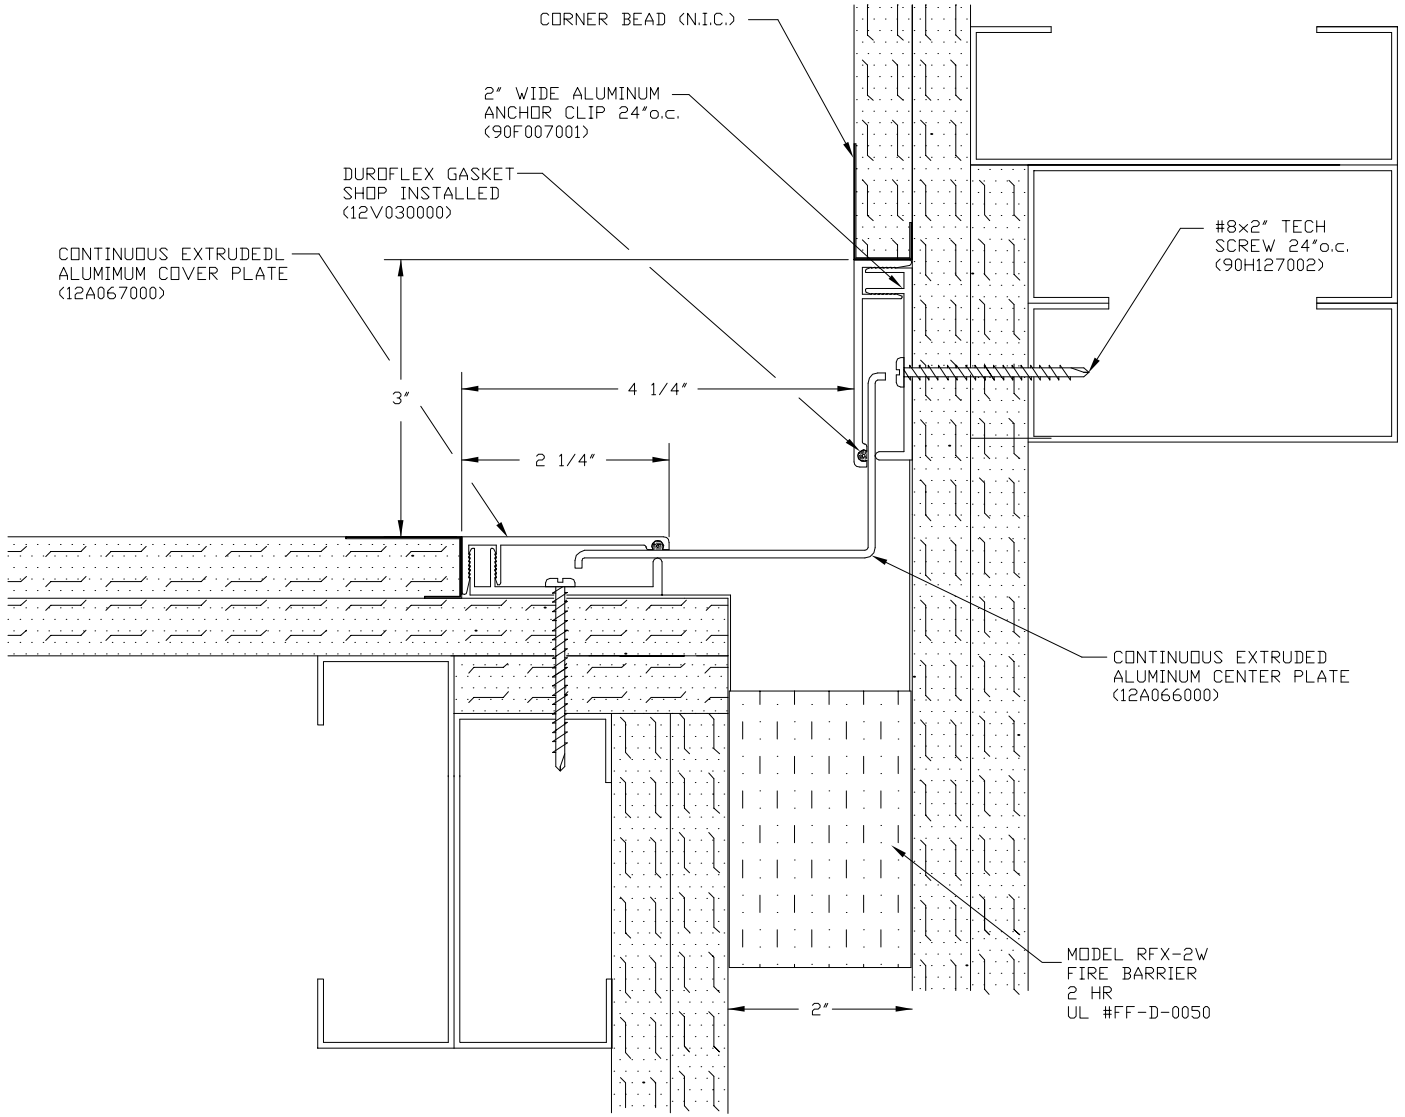 CORNER BEAD (N.I.C.)
2" WIDE ALUMINUM
ANCHOR CLIP 24"o.c.
(90F007001)
DUROFLEX GASKET
SHOP INSTALLED
(12V030000)
CONTINUOUS EXTRUDEDL
ALUMIMUM COVER PLATE
(12A067000)
#8x2" TECH
SCREW 24"o.c.
(90H127002)
4 1/4"
3"
2 1/4"
CONTINUOUS EXTRUDED
ALUMINUM CENTER PLATE
(12A066000)
MODEL RFX-2W
FIRE BARRIER
2 HR
UL #FF-D-0050
2"